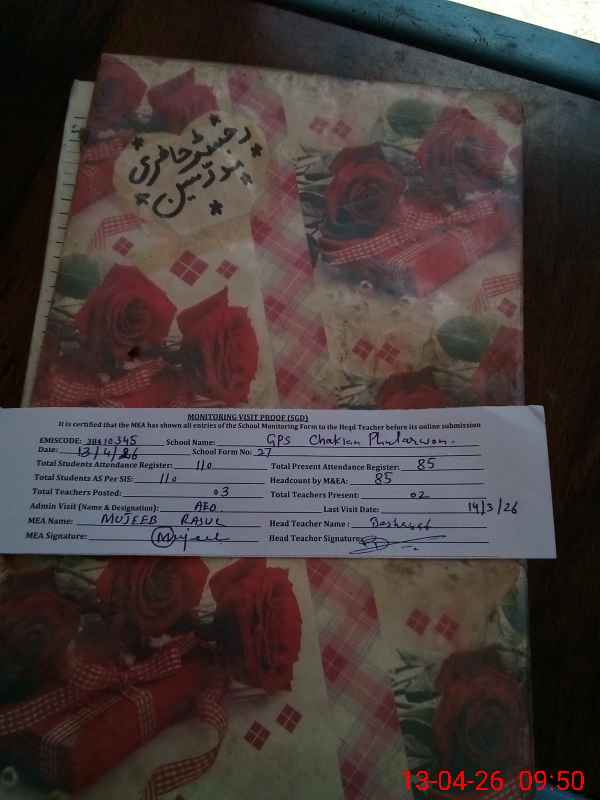 رجسٹر حاضری
مدرسین
MONITORING VISIT PROOF (SGD)
It is certified that the MEA has shown all entries of the School Monitoring Form to the Head Teacher before its online submission
EMISCODE: 38410345 School Name: GPS Chakian Phularwan.
Date: 13/4/26 School Form No: 27
Total Students Attendance Register: 110 Total Present Attendance Register: 85
Total Students AS Per SIS: 110 Headcount by M&EA: 85
Total Teachers Posted: 03 Total Teachers Present: 02
Admin Visit (Name & Designation): AEO Last Visit Date: 14/3/26
MEA Name: MUJEEB RASUL Head Teacher Name :
MEA Signature: Mujeeb Head Teacher Signature:
13-04-26 09:50